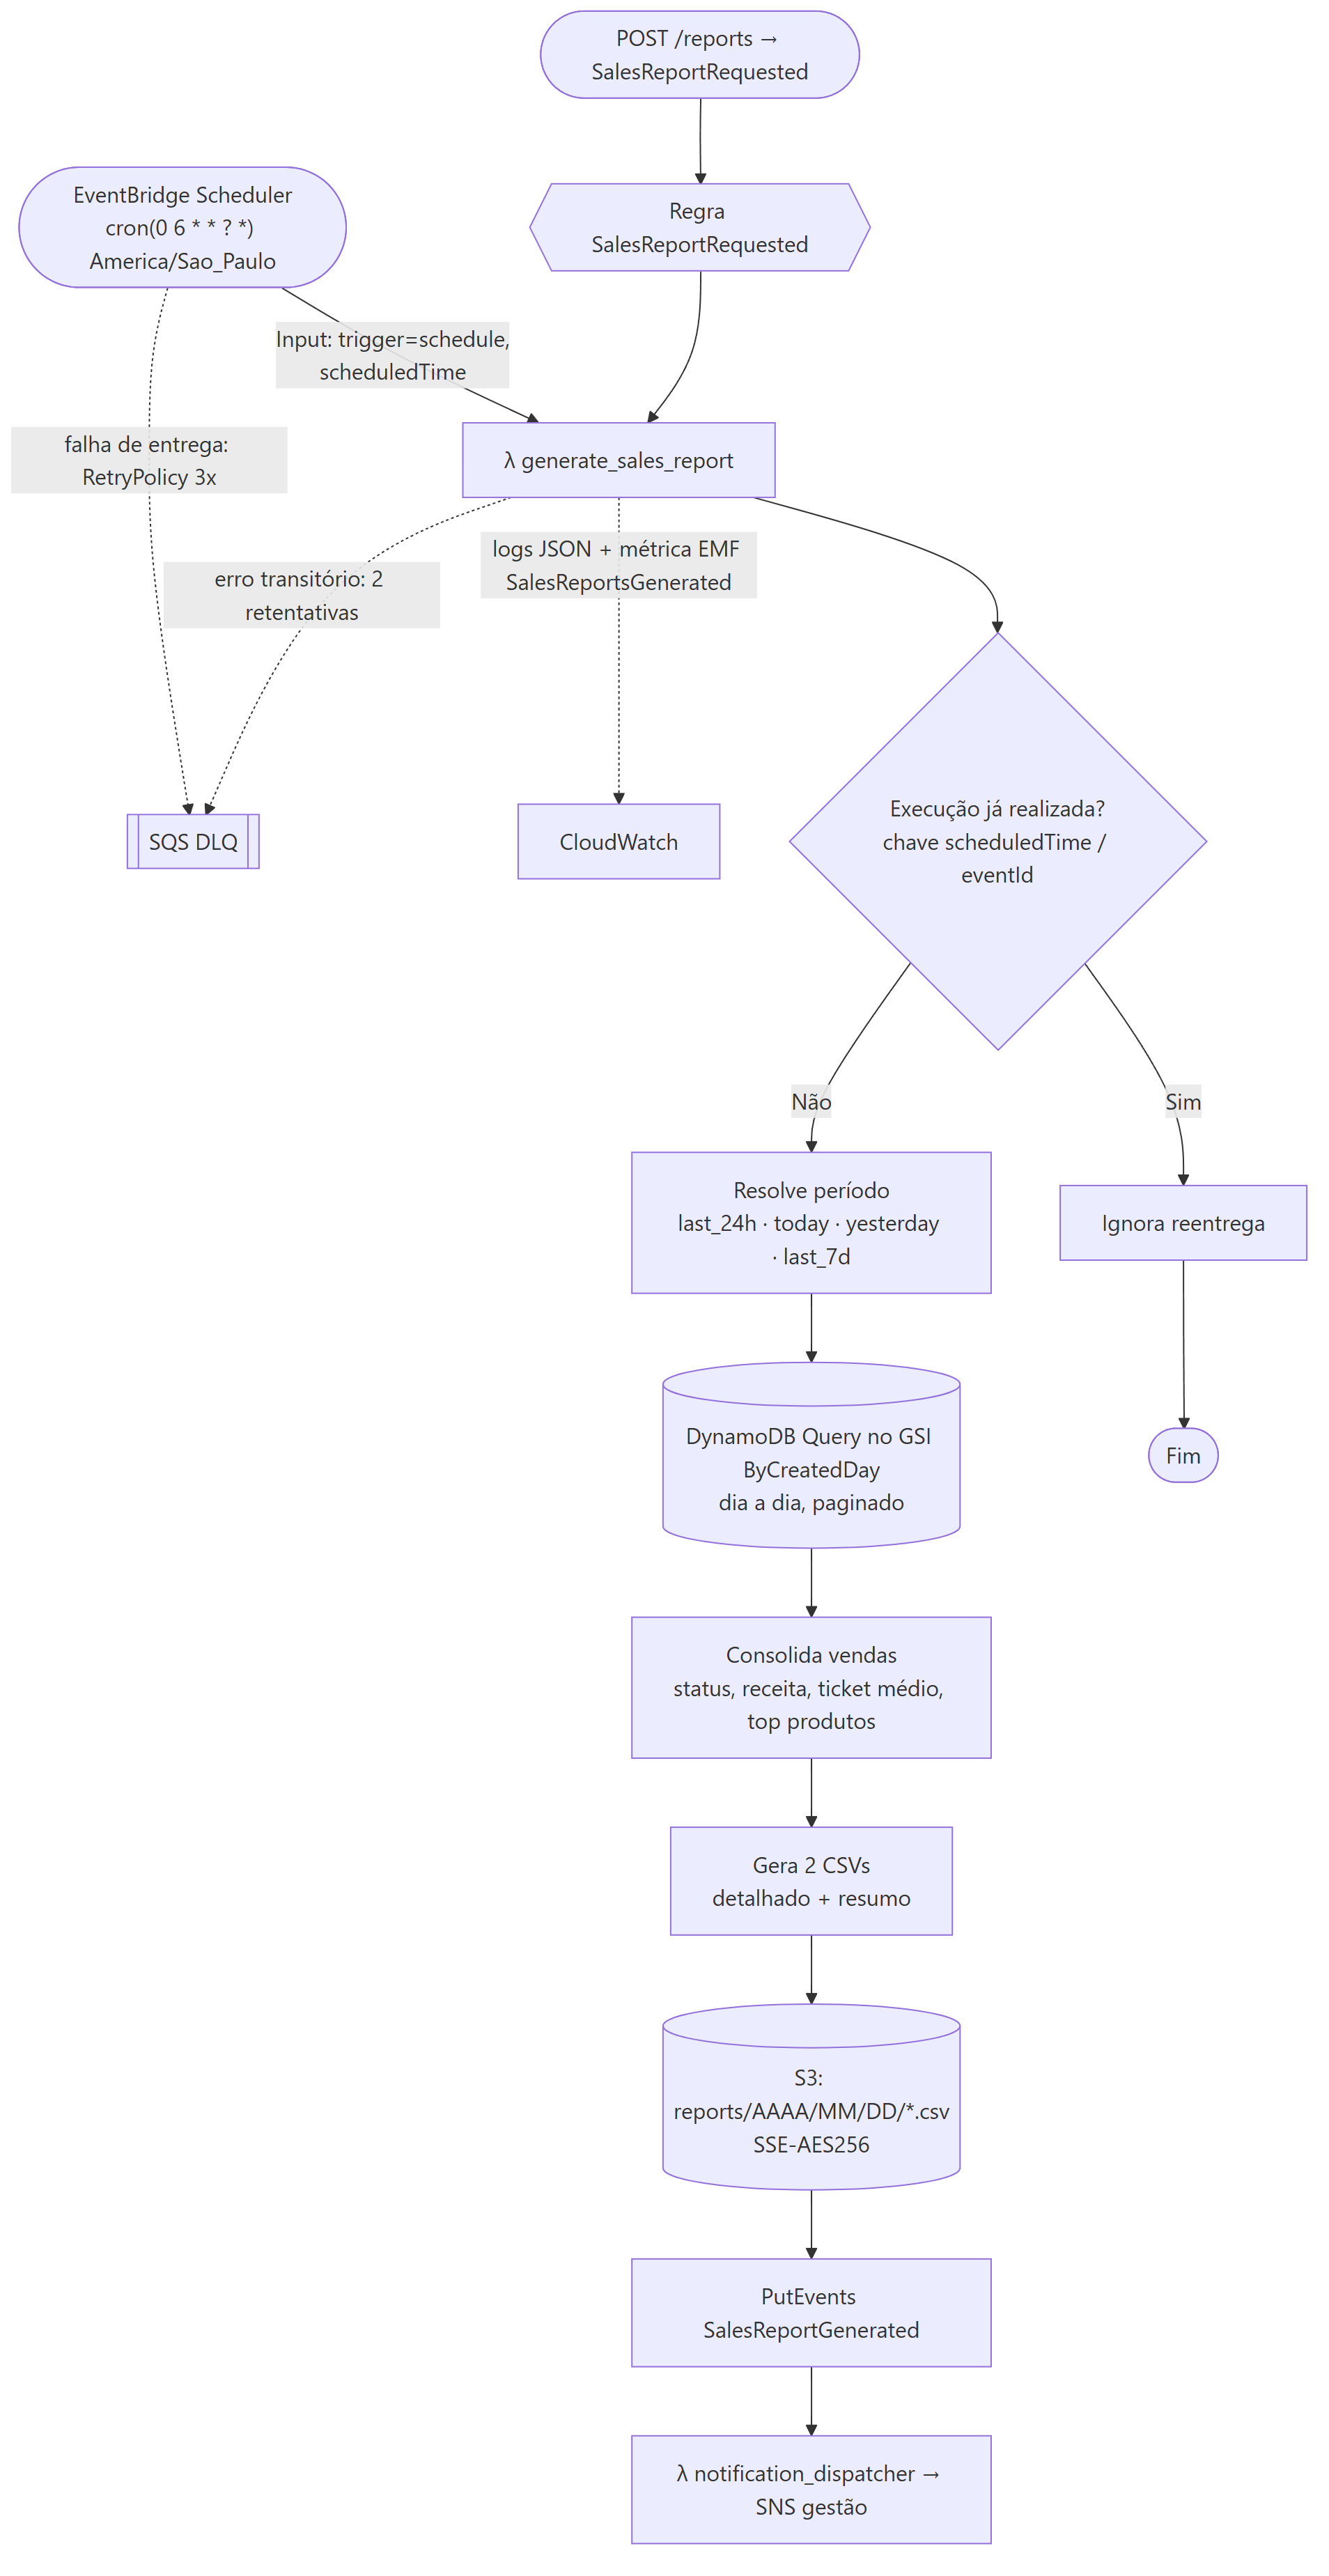 POST /reports →
SalesReportRequested
EventBridge Scheduler
cron(0 6 * * ? *)
America/Sao_Paulo
Regra
SalesReportRequested
Input: trigger=schedule,
scheduledTime
falha de entrega:
RetryPolicy 3x
λ generate_sales_report
logs JSON + métrica EMF
SalesReportsGenerated
erro transitório: 2
retentativas
SQS DLQ
CloudWatch
Execução já realizada?
chave scheduledTime /
eventId
Não
Sim
Resolve período
last_24h · today · yesterday
· last_7d
Ignora reentrega
DynamoDB Query no GSI
ByCreatedDay
dia a dia, paginado
Fim
Consolida vendas
status, receita, ticket médio,
top produtos
Gera 2 CSVs
detalhado + resumo
S3:
reports/AAAA/MM/DD/*.csv
SSE-AES256
PutEvents
SalesReportGenerated
λ notification_dispatcher →
SNS gestão